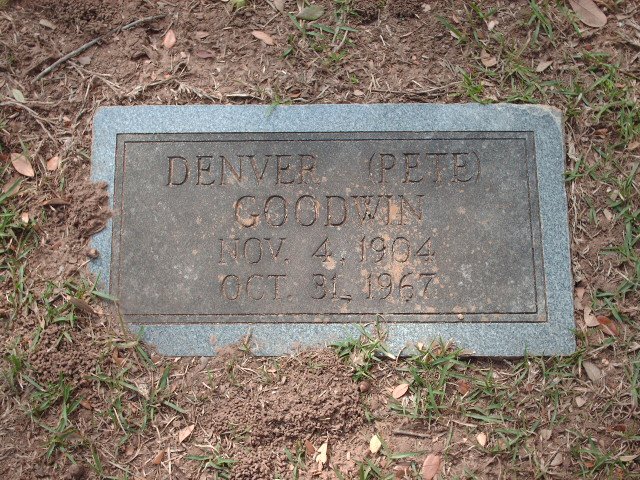 DENVER (PETE)
GOODWIN
NOV. 4, 1904
OCT. 31, 1967